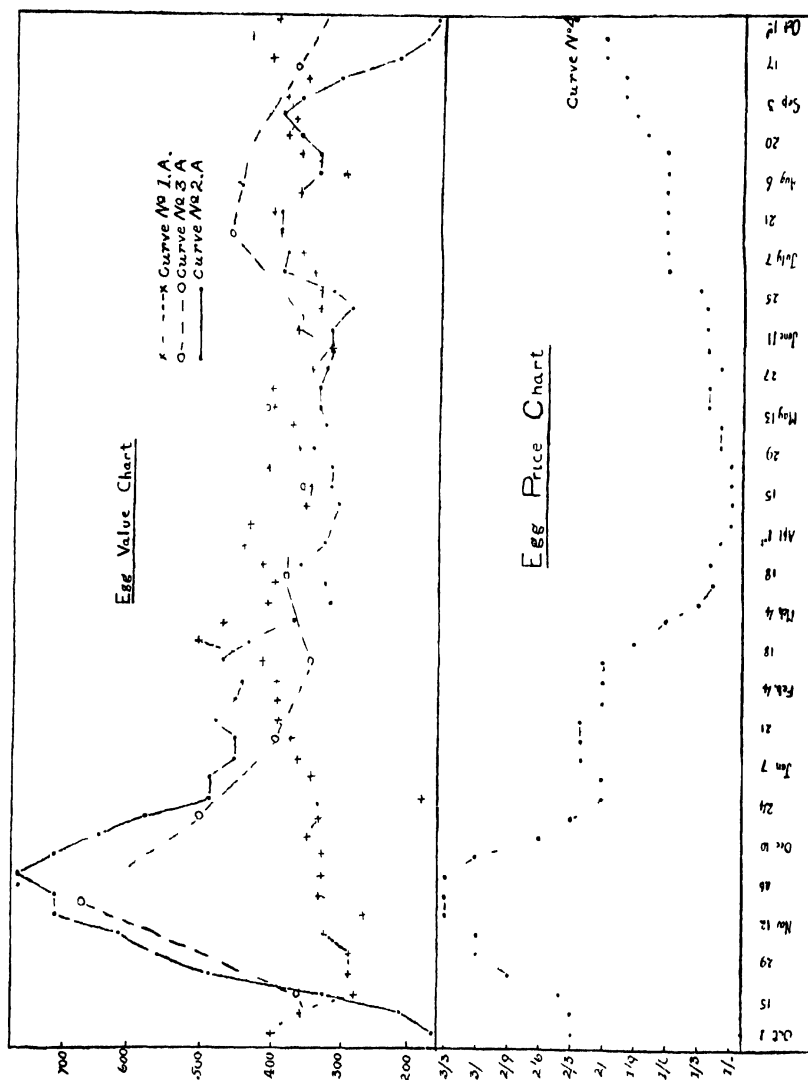 Egg Value Chart
x - - - -x Curve Nº 1.A.
o - - o Curve Nº 3 A
Curve Nº 2.A
700
600
500
400
300
200
Egg Price Chart
Curve Nº4
3/3
3/
2/9
2/6
2/3
2/
1/9
1/6
1/3
1/-
Oct 1
15
29
Nov 12
26
Dec 10
24
Jan 7
21
Feb. 4
18
Mch 4
18
Apl 1st
15
29
May 13
27
June 11
25
July 7
21
Aug 6
20
Sep 3
17
Oct 1st